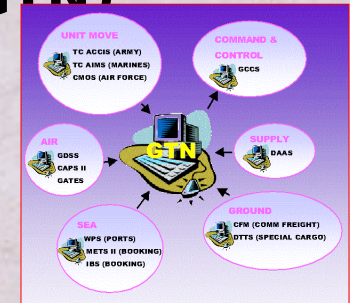 UNIT MOVE
TC ACCIS (ARMY)
TC AIMS (MARINES)
CMOS (AIR FORCE)
COMMAND &
CONTROL
GCCS
AIR
GDSS
CAPS II
GATES
GTN
SUPPLY
DAAS
SEA
WPS (PORTS)
METS II (BOOKING)
IBS (BOOKING)
GROUND
CFM (COMM FREIGHT)
DTTS (SPECIAL CARGO)